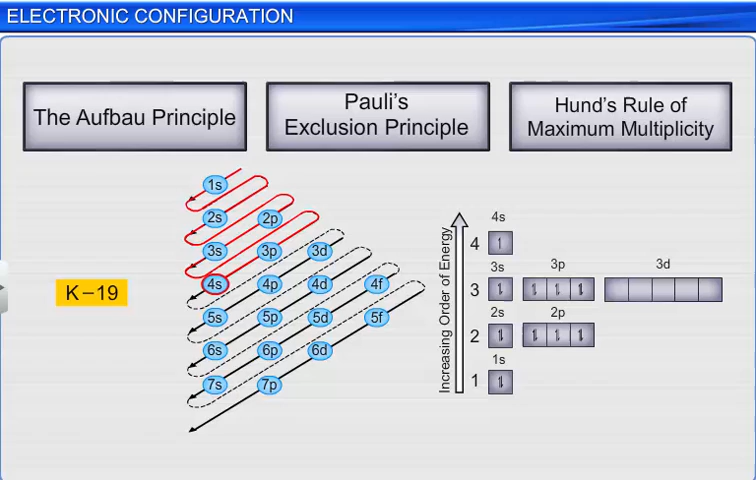 ELECTRONIC CONFIGURATION
The Aufbau Principle
Pauli's
Exclusion Principle
Hund's Rule of
Maximum Multiplicity
1s
2s 2p
3s 3p 3d
4s 4p 4d 4f
5s 5p 5d 5f
6s 6p 6d
7s 7p
K–19
Increasing Order of Energy
4s
4
3s 3p 3d
3
2s 2p
2
1s
1